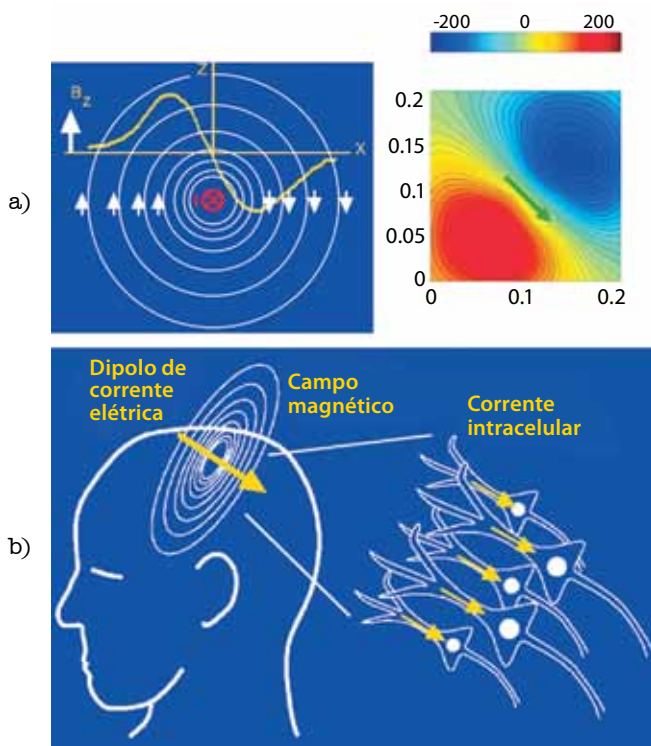 -200 0 200
a)
Z
B_z
X
I
0.2
0.15
0.1
0.05
0
0 0.1 0.2
b)
Dipolo de
corrente
elétrica
Campo
magnético
Corrente
intracelular